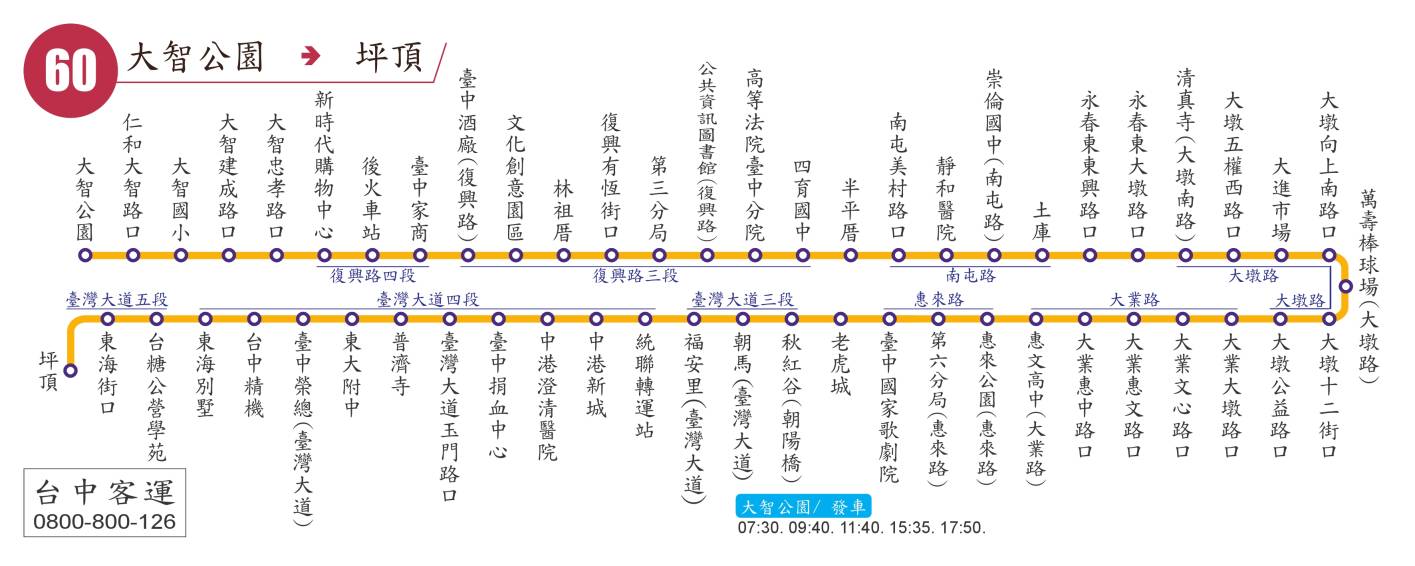 60
大智公園 → 坪頂
大智公園
仁和大智路口
大智國小
大智建成路口
大智忠孝路口
新時代購物中心
後火車站
臺中家商
臺中酒廠(復興路)
文化創意園區
林祖厝
復興有恆街口
第三分局
公共資訊圖書館(復興路)
高等法院臺中分院
四育國中
半平厝
南屯美村路口
靜和醫院
崇倫國中(南屯路)
土庫
永春東東興路口
永春東大墩路口
清真寺(大墩南路)
大墩五權西路口
大進市場
大墩向上南路口
萬壽棒球場(大墩路)
復興路四段
復興路三段
南屯路
大墩路
臺灣大道五段
臺灣大道四段
臺灣大道三段
惠來路
大業路
大墩路
坪頂
東海街口
台糖公營學苑
東海別墅
台中精機
臺中榮總(臺灣大道)
東大附中
普濟寺
臺灣大道玉門路口
臺中捐血中心
中港澄清醫院
中港新城
統聯轉運站
福安里(臺灣大道)
朝馬(臺灣大道)
秋紅谷(朝陽橋)
老虎城
臺中國家歌劇院
第六分局(惠來路)
惠來公園(惠來路)
惠文高中(大業路)
大業惠中路口
大業惠文路口
大業文心路口
大業大墩路口
大墩公益路口
大墩十二街口
台中客運
0800-800-126
大智公園/ 發車
07:30. 09:40. 11:40. 15:35. 17:50.